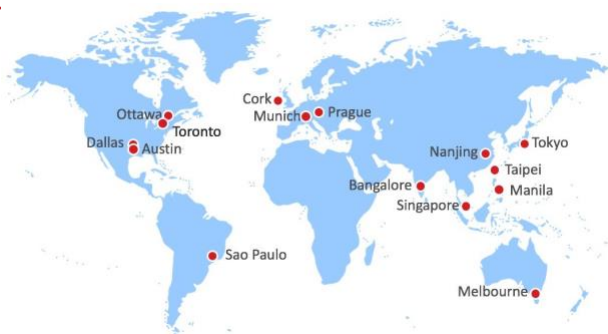 Cork
Ottawa
Munich
Prague
Toronto
Dallas
Austin
Tokyo
Nanjing
Taipei
Bangalore
Manila
Singapore
Sao Paulo
Melbourne